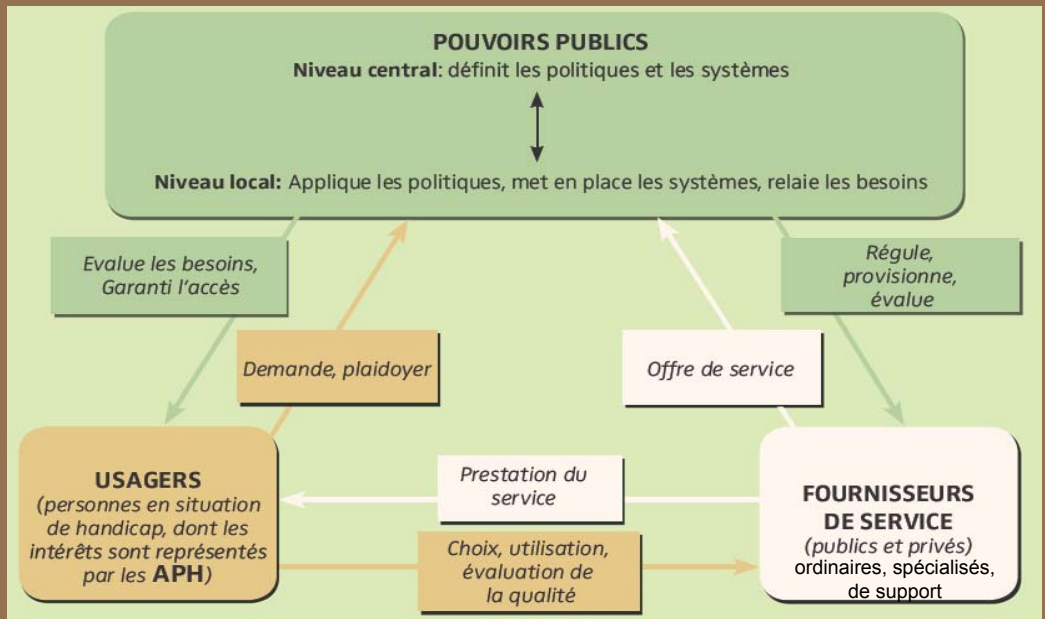 POUVOIRS PUBLICS
Niveau central: définit les politiques et les systèmes
Niveau local: Applique les politiques, met en place les systèmes, relaie les besoins
Evalue les besoins,
Garanti l'accès
Régule,
provisionne,
évalue
Demande, plaidoyer
Offre de service
USAGERS
(personnes en situation
de handicap, dont les
intérêts sont représentés
par les APH)
Prestation du
service
Choix, utilisation,
évaluation de
la qualité
FOURNISSEURS
DE SERVICE
(publics et privés)
ordinaires, spécialisés,
de support